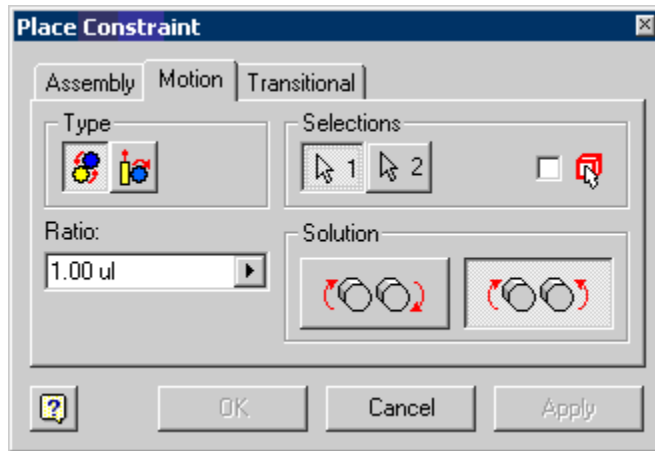 Place Constraint
Assembly Motion Transitional
Type
Selections
1 2
Ratio:
1.00 ul
Solution
?
OK Cancel Apply